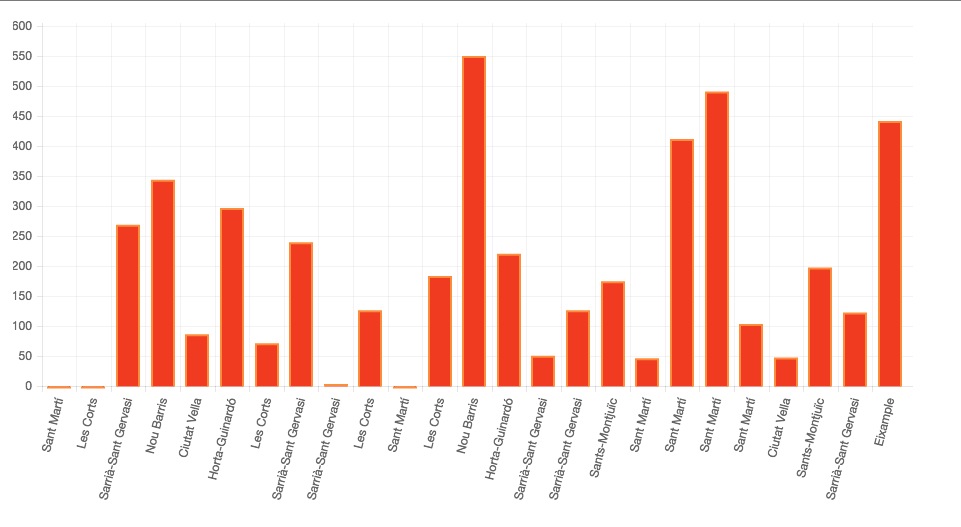 600
550
500
450
400
350
300
250
200
150
100
50
0
Sant Martí
Les Corts
Sarrià-Sant Gervasi
Nou Barris
Ciutat Vella
Horta-Guinardó
Les Corts
Sarrià-Sant Gervasi
Sarrià-Sant Gervasi
Les Corts
Sant Martí
Les Corts
Nou Barris
Horta-Guinardó
Sarrià-Sant Gervasi
Sarrià-Sant Gervasi
Sants-Montjuïc
Sant Martí
Sant Martí
Sant Martí
Sant Martí
Ciutat Vella
Sants-Montjuïc
Sarrià-Sant Gervasi
Eixample